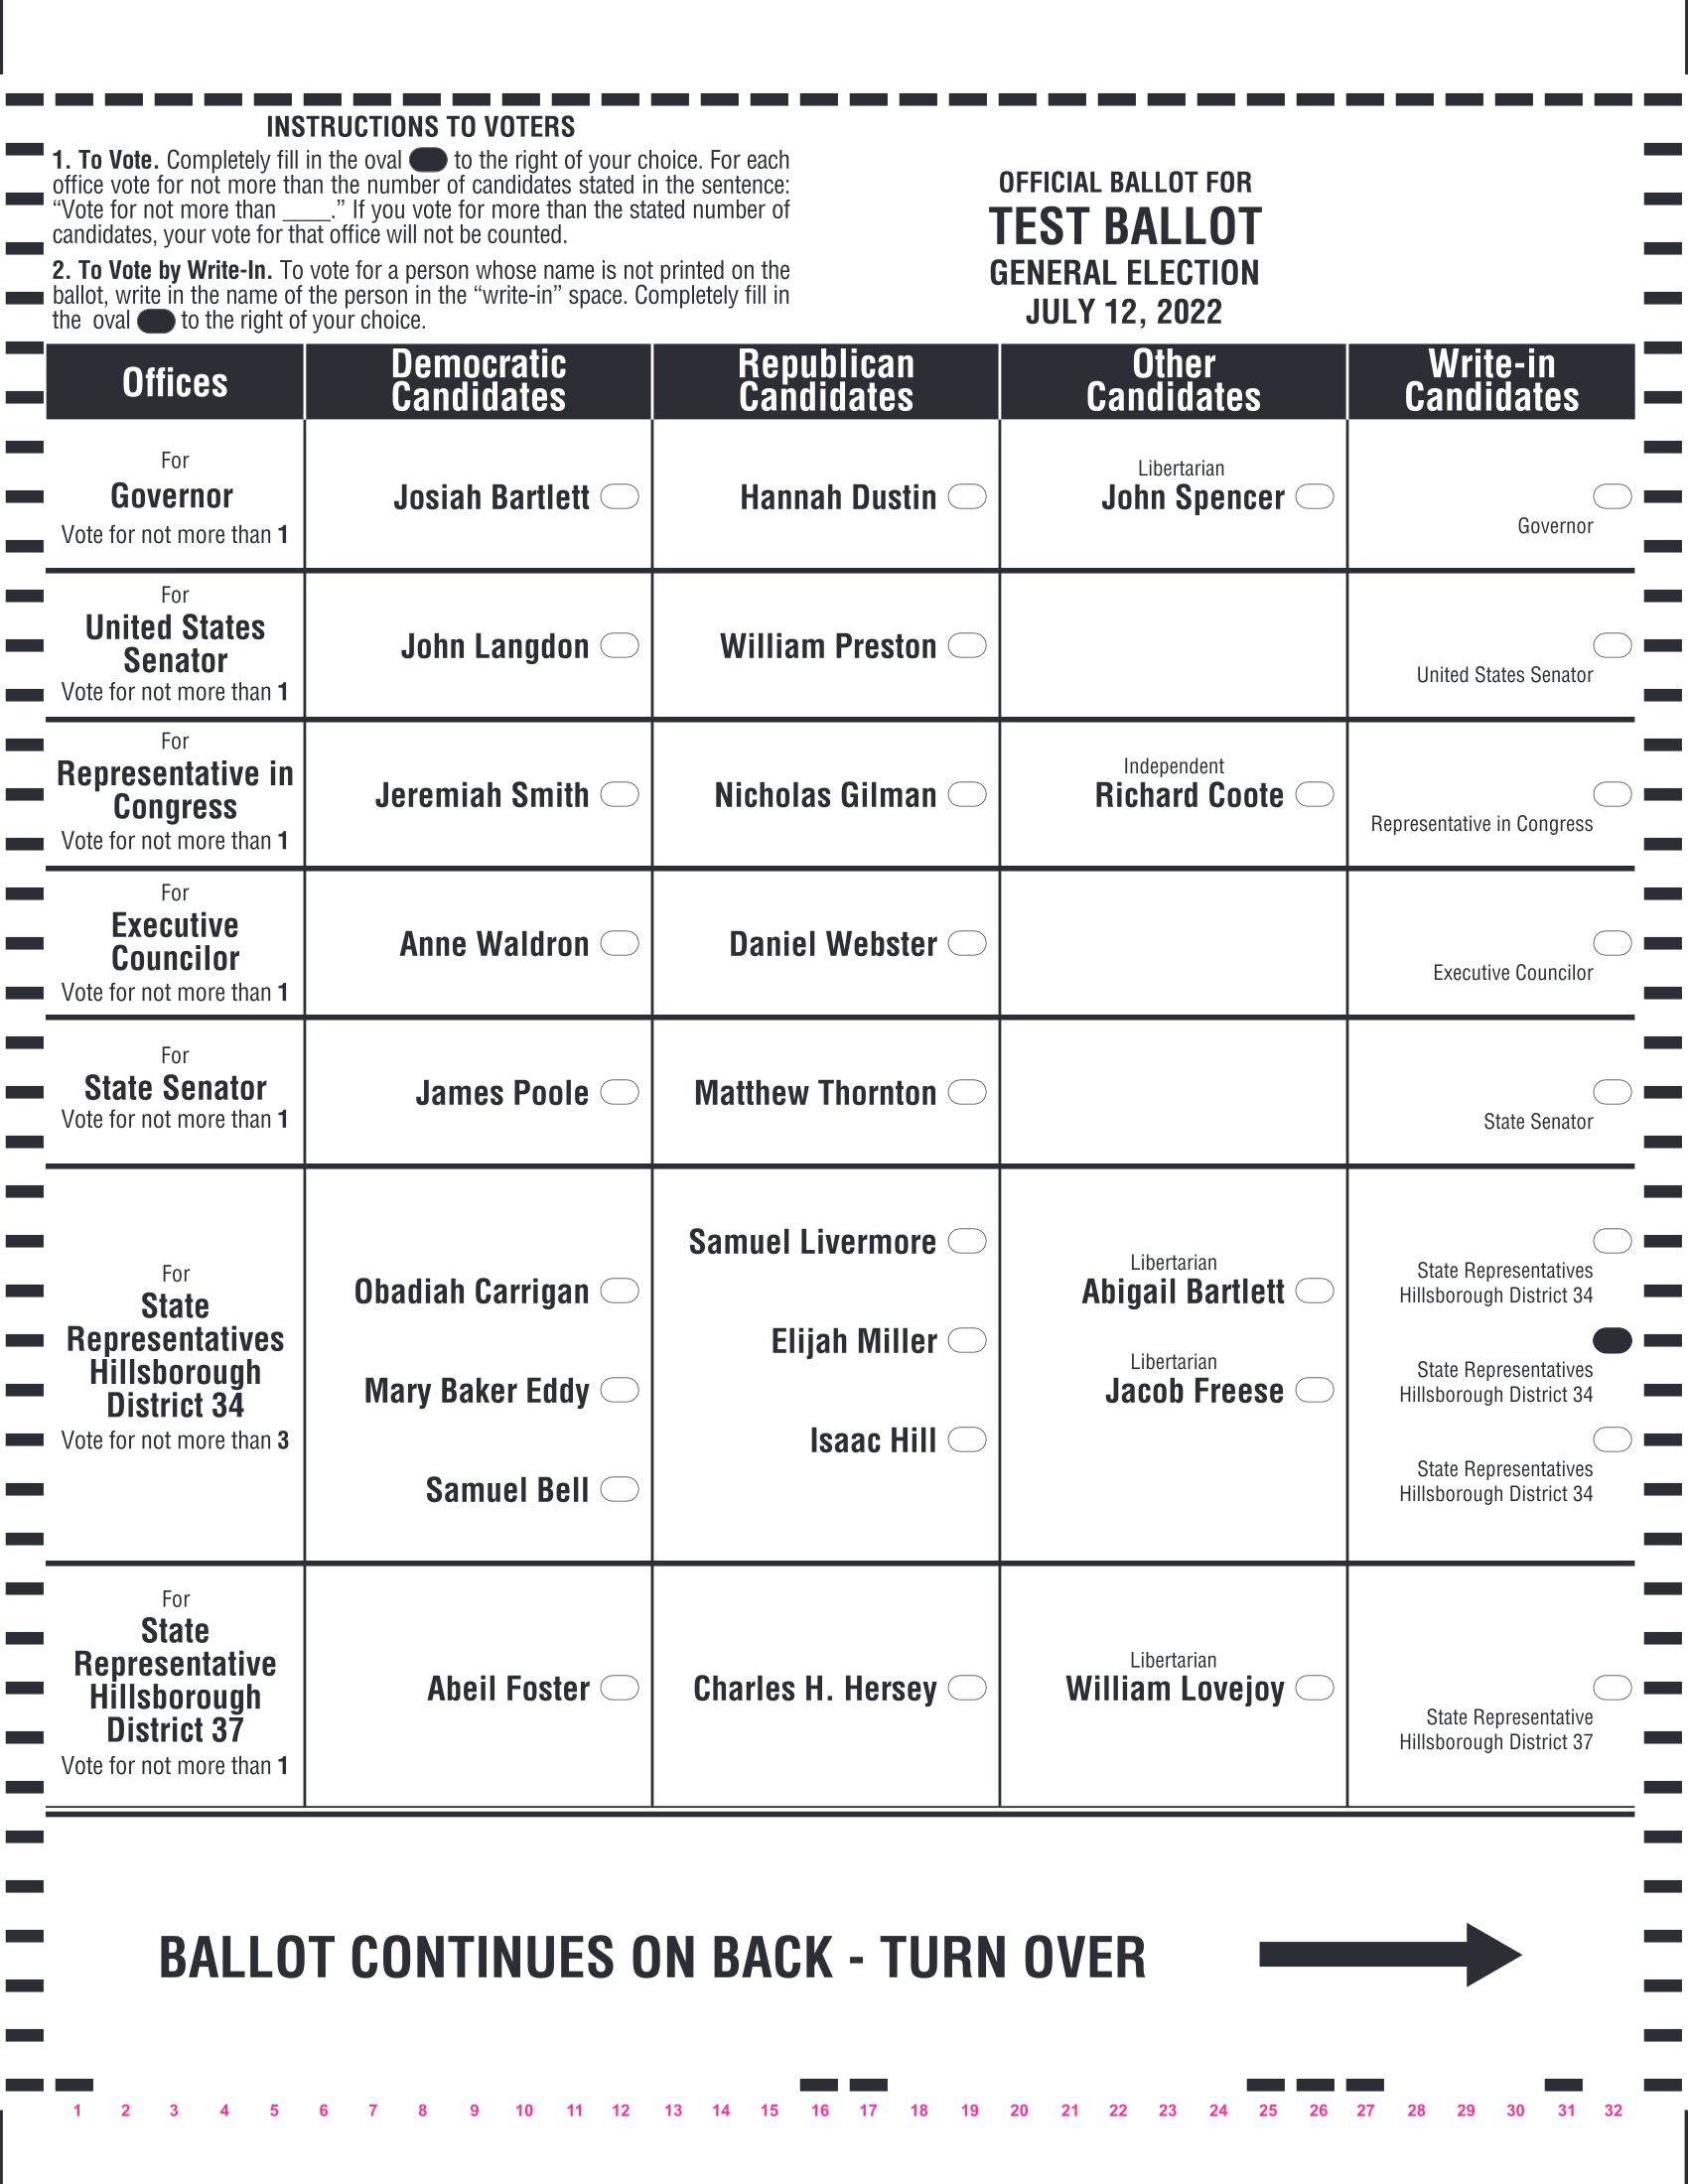 INSTRUCTIONS TO VOTERS
1. To Vote. Completely fill in the oval to the right of your choice. For each
office vote for not more than the number of candidates stated in the sentence:
“Vote for not more than ____.” If you vote for more than the stated number of
candidates, your vote for that office will not be counted.
2. To Vote by Write-In. To vote for a person whose name is not printed on the
ballot, write in the name of the person in the “write-in” space. Completely fill in
the oval to the right of your choice.
OFFICIAL BALLOT FOR
TEST BALLOT
GENERAL ELECTION
JULY 12, 2022
Offices
Democratic
Candidates
Republican
Candidates
Other
Candidates
Write-in
Candidates
For
Governor
Vote for not more than 1
Josiah Bartlett
Hannah Dustin
Libertarian
John Spencer
Governor
For
United States
Senator
Vote for not more than 1
John Langdon
William Preston
United States Senator
For
Representative in
Congress
Vote for not more than 1
Jeremiah Smith
Nicholas Gilman
Independent
Richard Coote
Representative in Congress
For
Executive
Councilor
Vote for not more than 1
Anne Waldron
Daniel Webster
Executive Councilor
For
State Senator
Vote for not more than 1
James Poole
Matthew Thornton
State Senator
For
State
Representatives
Hillsborough
District 34
Vote for not more than 3
Obadiah Carrigan
Mary Baker Eddy
Samuel Bell
Samuel Livermore
Elijah Miller
Isaac Hill
Libertarian
Abigail Bartlett
Libertarian
Jacob Freese
State Representatives
Hillsborough District 34
State Representatives
Hillsborough District 34
State Representatives
Hillsborough District 34
For
State
Representative
Hillsborough
District 37
Vote for not more than 1
Abeil Foster
Charles H. Hersey
Libertarian
William Lovejoy
State Representative
Hillsborough District 37
BALLOT CONTINUES ON BACK - TURN OVER
1 2 3 4 5 6 7 8 9 10 11 12 13 14 15 16 17 18 19 20 21 22 23 24 25 26 27 28 29 30 31 32